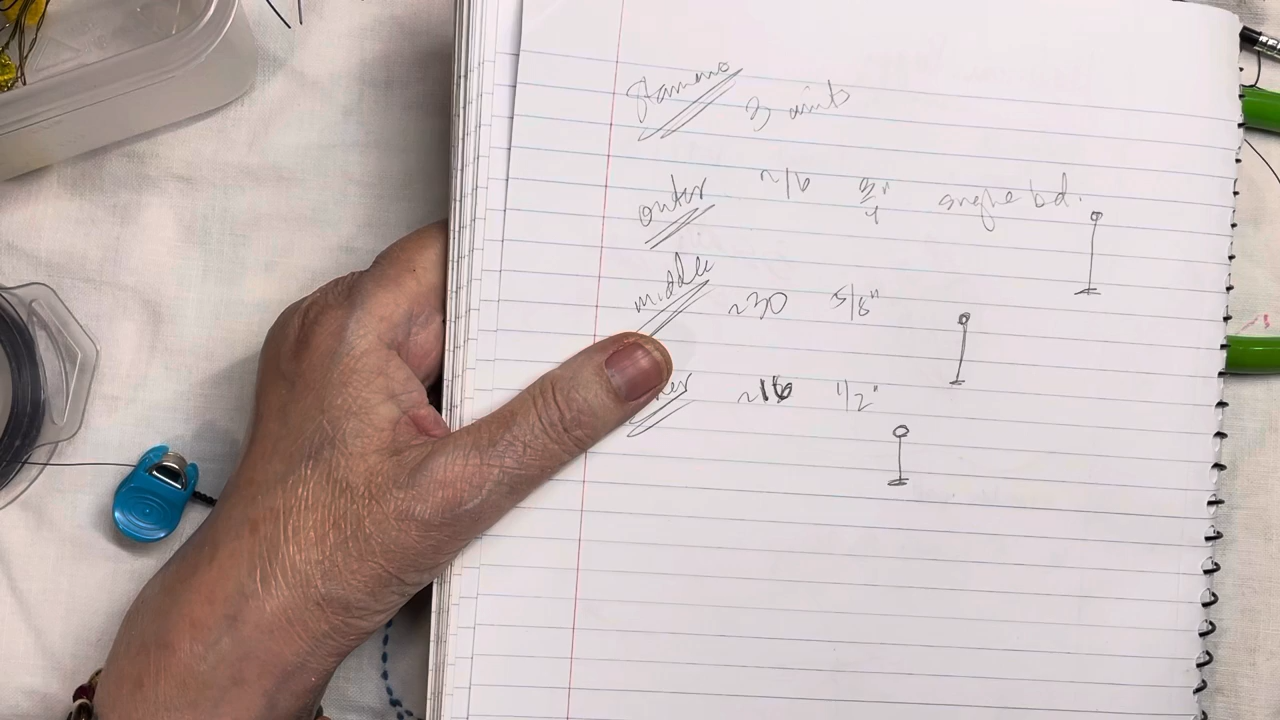 stamens 3 units
outer ~16 3/4" single bd.
middle ~30 5/8"
~16 1/2"